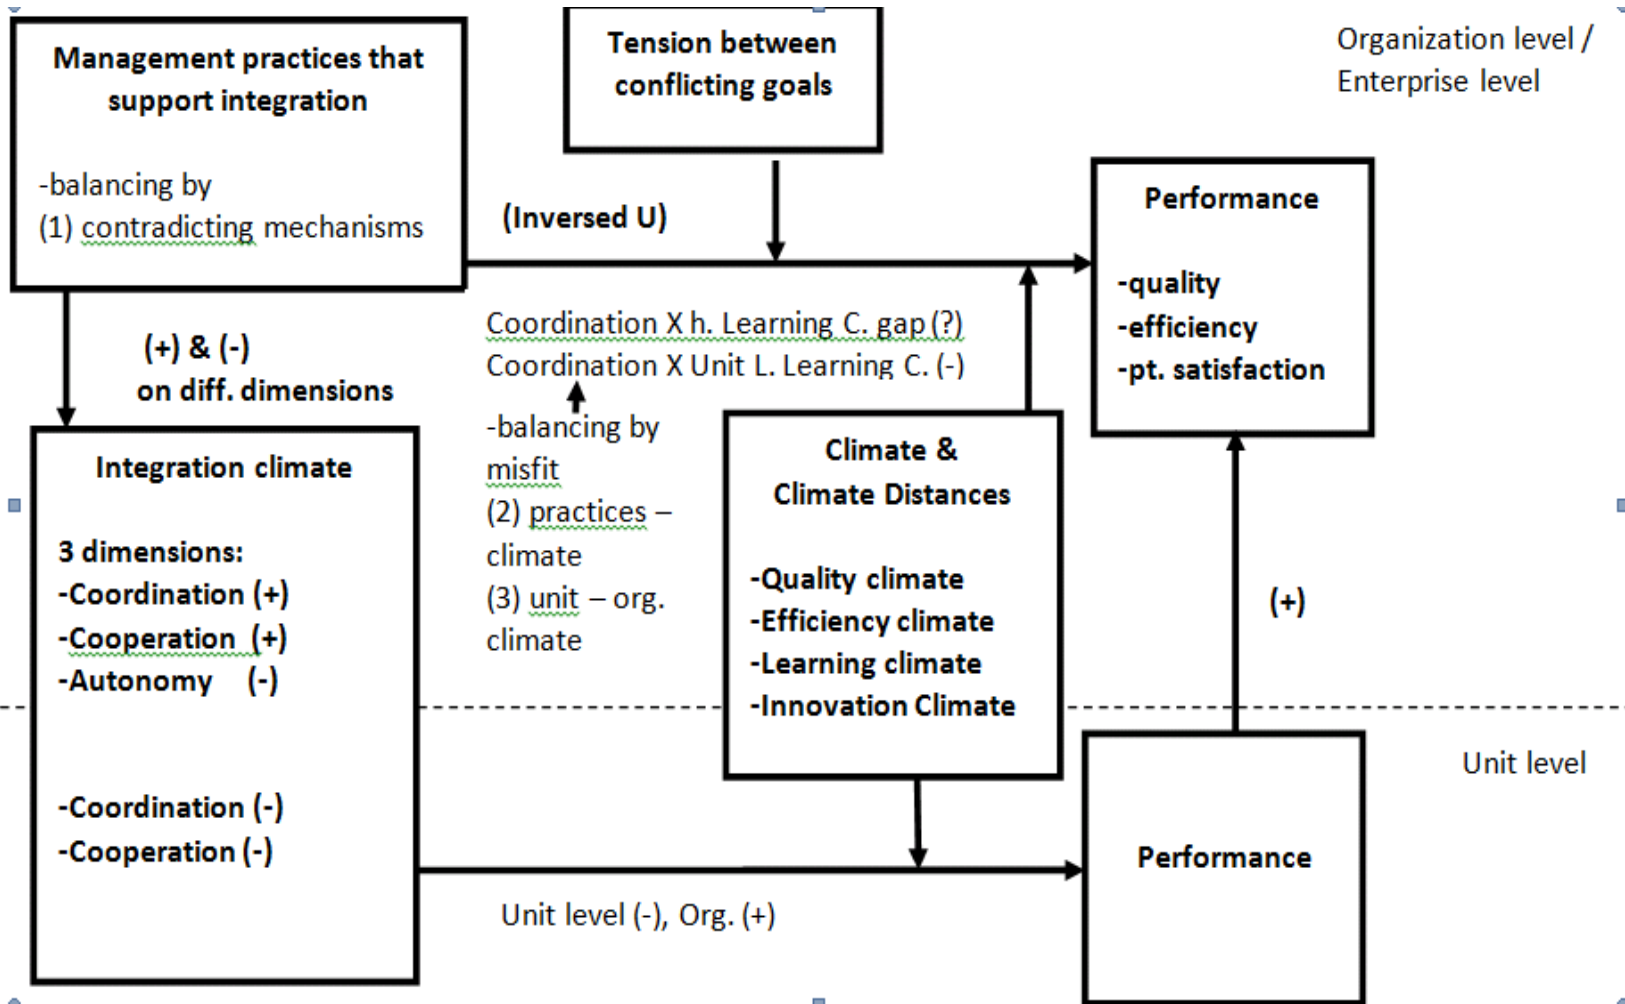 Management practices that
support integration
-balancing by
(1) contradicting mechanisms
Tension between
conflicting goals
Organization level /
Enterprise level
(Inversed U)
Performance
-quality
-efficiency
-pt. satisfaction
(+) & (-)
on diff. dimensions
Coordination X h. Learning C. gap (?)
Coordination X Unit L. Learning C. (-)
-balancing by
misfit
(2) practices –
climate
(3) unit – org.
climate
Integration climate
3 dimensions:
-Coordination (+)
-Cooperation (+)
-Autonomy (-)
-Coordination (-)
-Cooperation (-)
Climate &
Climate Distances
-Quality climate
-Efficiency climate
-Learning climate
-Innovation Climate
(+)
Unit level
Performance
Unit level (-), Org. (+)